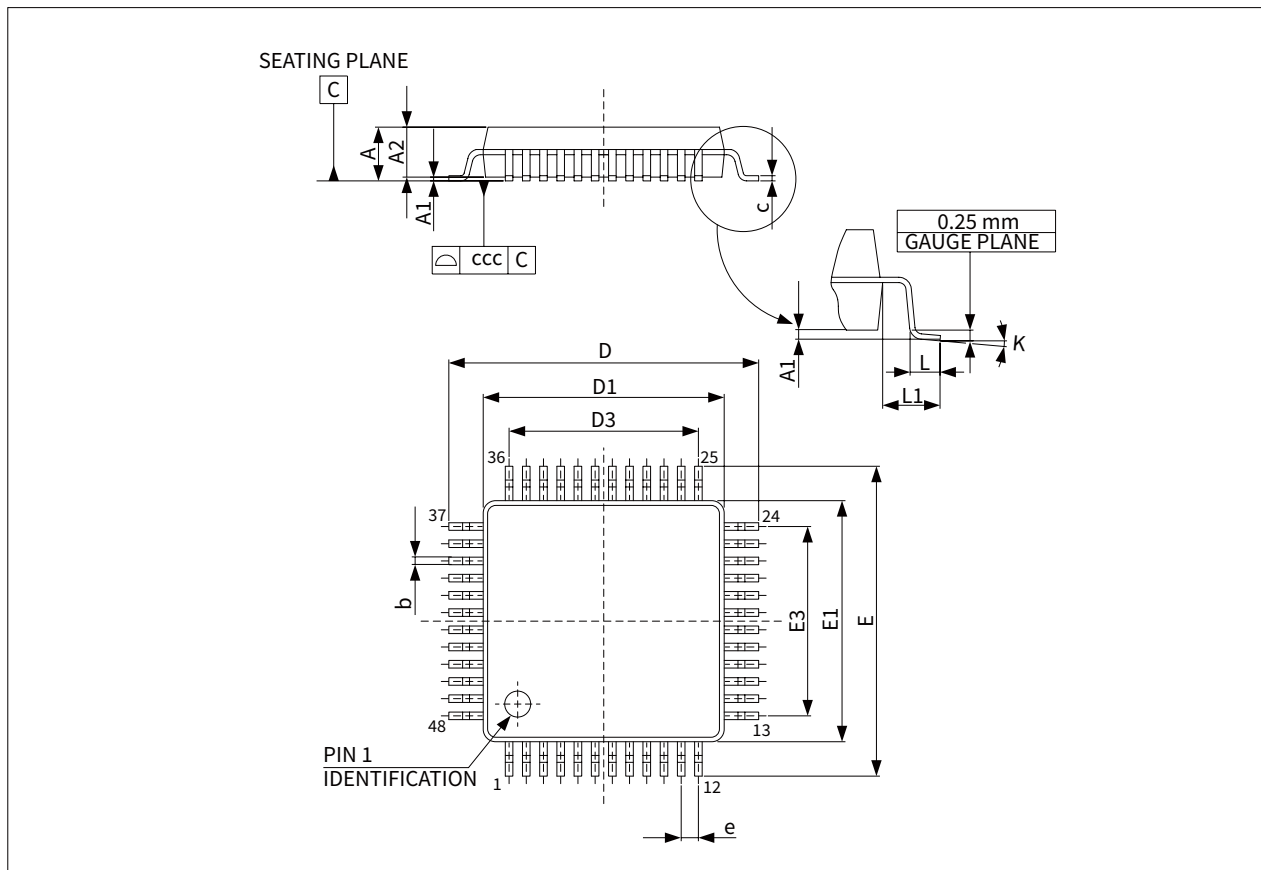 SEATING PLANE
C
A
A2
A1
c
ccc C
0.25 mm
GAUGE PLANE
A1
K
L
L1
D
D1
D3
36
25
37
24
b
E3
E1
E
48
13
PIN 1
IDENTIFICATION
1
12
e